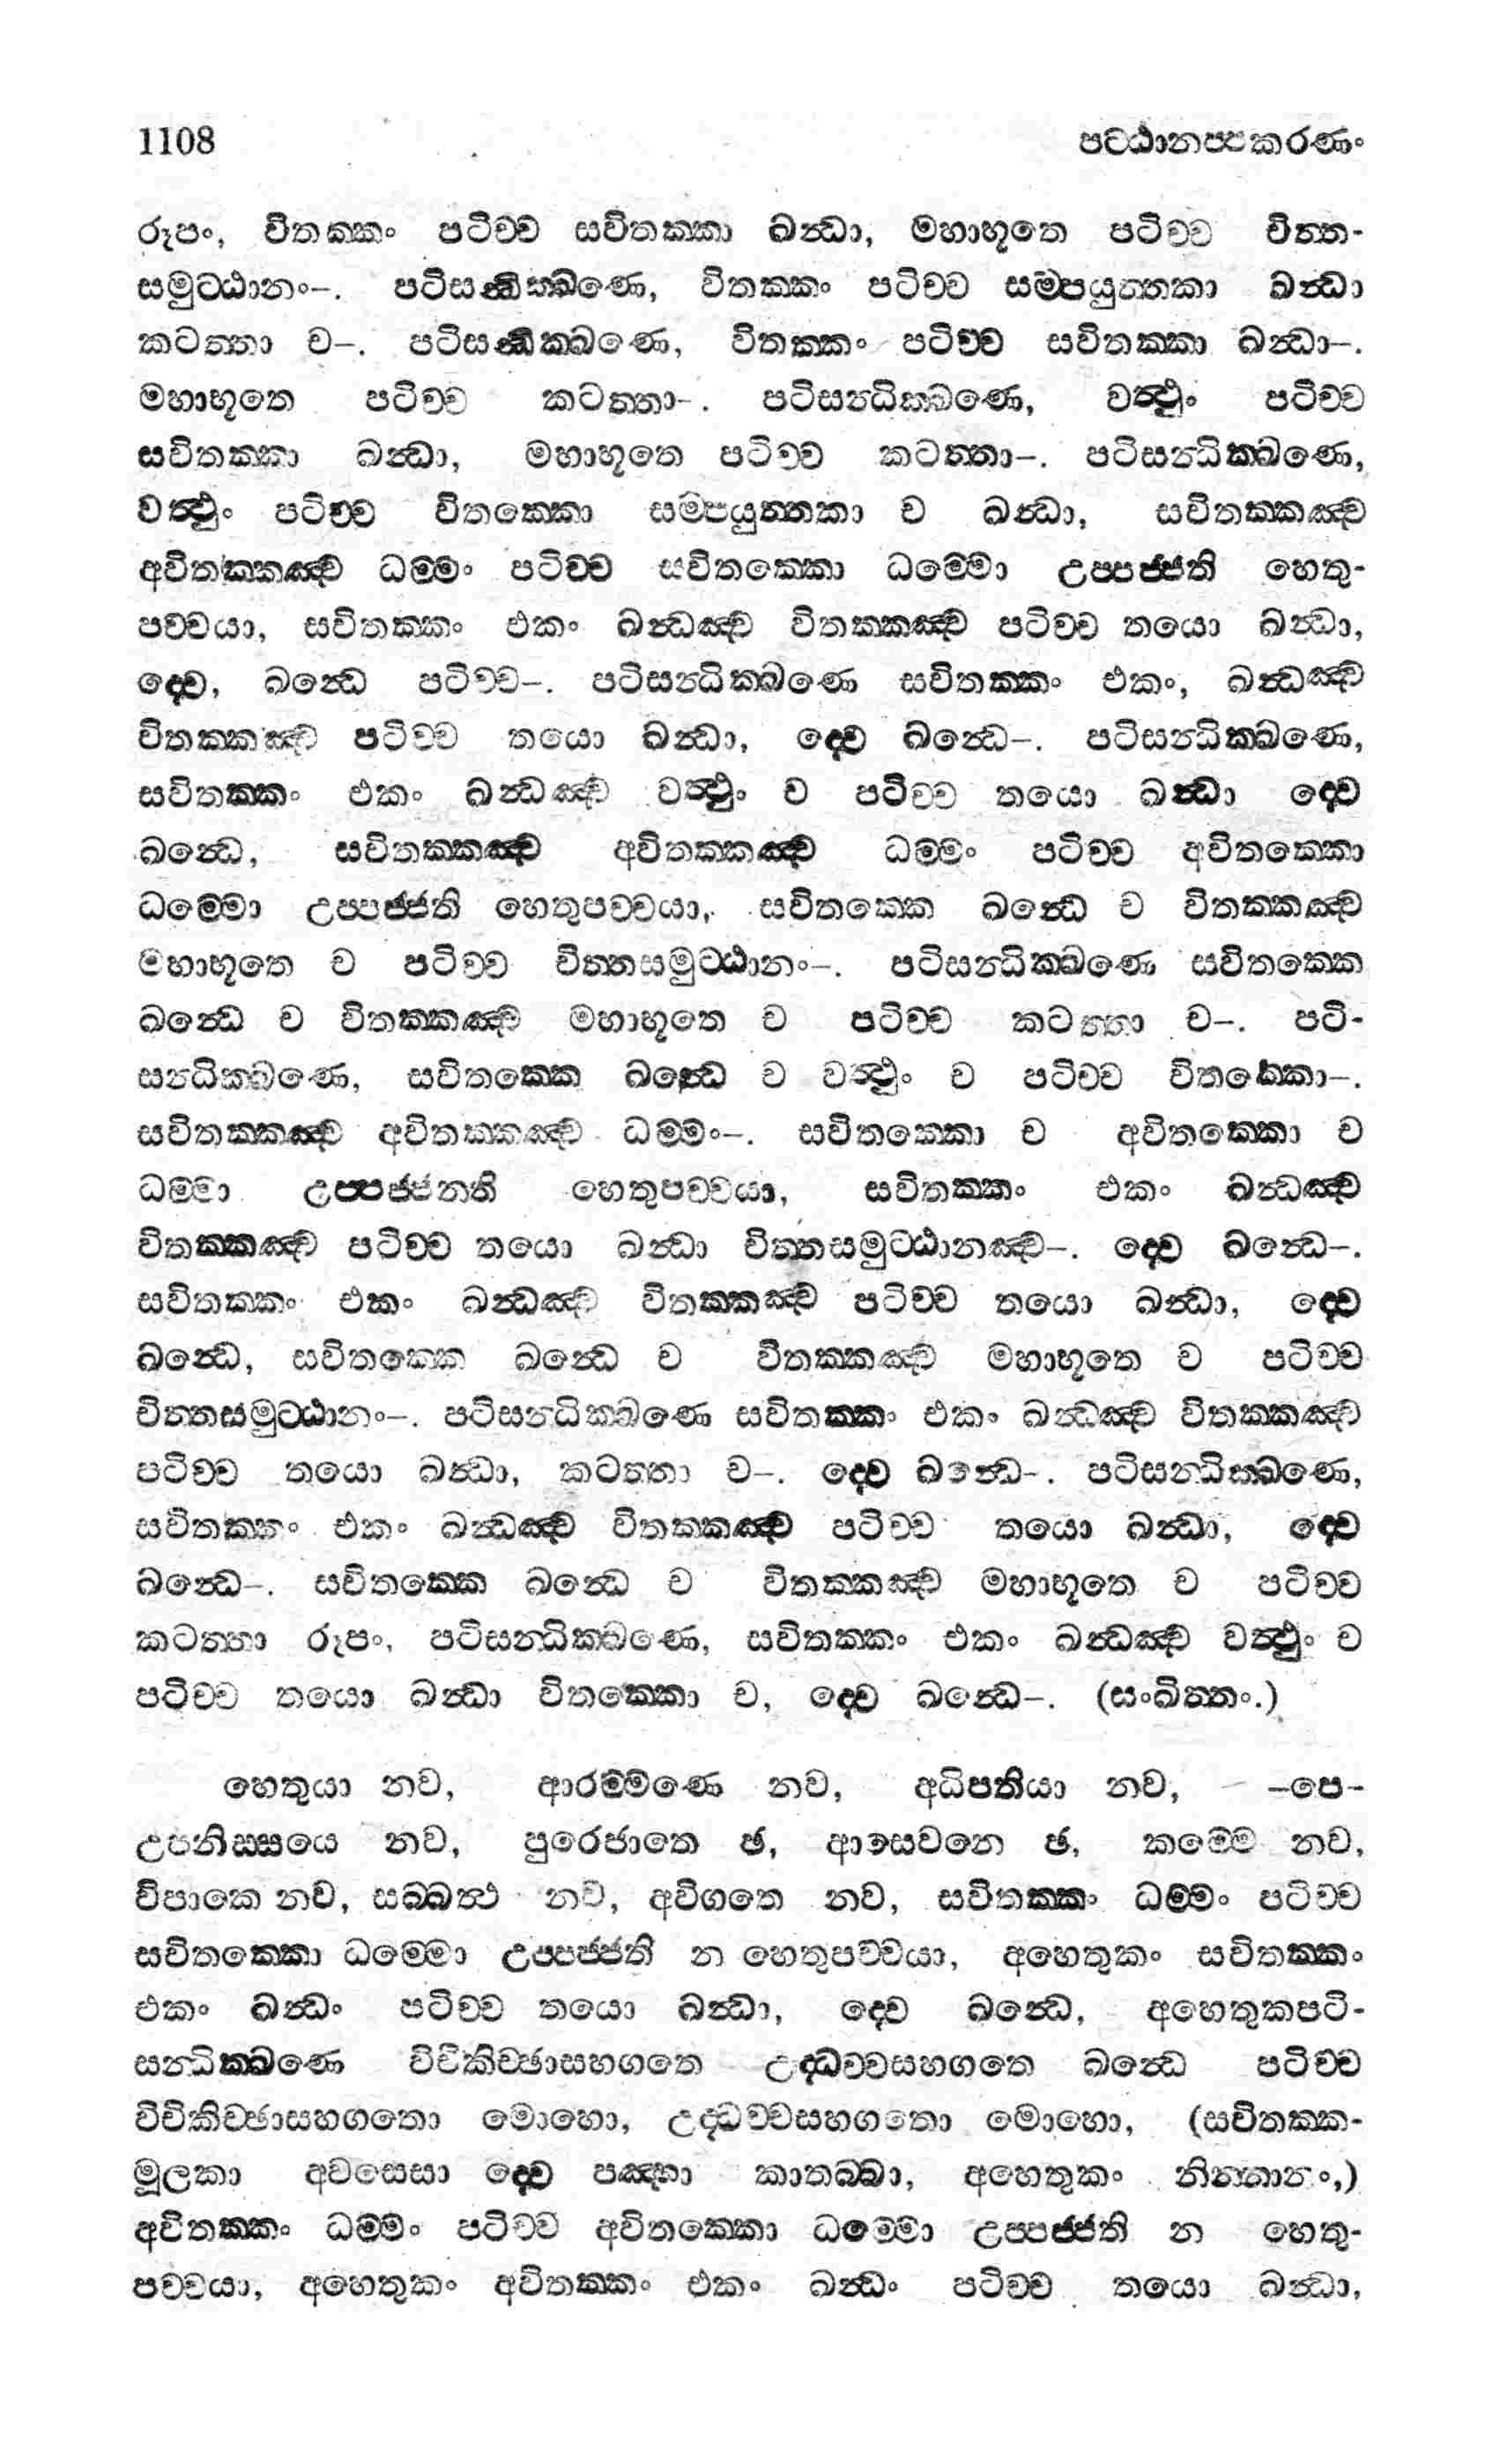 1108 පට්ඨානප්පකරණං
රූපං, විතක්කං පටිච්ච සවිතක්කා ඛන්ධා, මහාභූතෙ පටිච්ච චිත්ත-
සමුට්ඨානං–. පටිසන්ධික්ඛණෙ, විතක්කං පටිච්ච සම්පයුත්තකා ඛන්ධා
කටත්තා ච–. පටිසන්ධික්ඛණෙ, විතක්කං පටිච්ච සවිතක්කා ඛන්ධා–.
මහාභූතෙ පටිච්ච කටත්තා–. පටිසන්ධික්ඛණෙ, වත්ථුං පටිච්ච
සවිතක්කා ඛන්ධා, මහාභූතෙ පටිච්ච කටත්තා–. පටිසන්ධික්ඛණෙ,
වත්ථුං පටිච්ච විතක්කො සම්පයුත්තකා ච ඛන්ධා, සවිතක්කඤ්ච
අවිතක්කඤ්ච ධම්මං පටිච්ච සවිතක්කො ධම්මො උප්පජ්ජති හෙතු-
පච්චයා, සවිතක්කං එකං ඛන්ධඤ්ච විතක්කඤ්ච පටිච්ච තයො ඛන්ධා,
ද්වෙ, ඛන්ධෙ පටිච්ච–. පටිසන්ධික්ඛණෙ සවිතක්කං එකං, ඛන්ධඤ්ච
විතක්කඤ්ච පටිච්ච තයො ඛන්ධා, ද්වෙ ඛන්ධෙ–. පටිසන්ධික්ඛණෙ,
සවිතක්කං එකං ඛන්ධඤ්ච වත්ථුං ච පටිච්ච තයො ඛන්ධා ද්වෙ
ඛන්ධෙ, සවිතක්කඤ්ච අවිතක්කඤ්ච ධම්මං පටිච්ච අවිතක්කො
ධම්මො උප්පජ්ජති හෙතුපච්චයා, සවිතක්කෙ ඛන්ධෙ ච විතක්කඤ්ච
මහාභූතෙ ච පටිච්ච චිත්තසමුට්ඨානං–. පටිසන්ධික්ඛණෙ සවිතක්කෙ
ඛන්ධෙ ච විතක්කඤ්ච මහාභූතෙ ච පටිච්ච කටත්තා ච–. පටි-
සන්ධික්ඛණෙ, සවිතක්කෙ ඛන්ධෙ ච වත්ථුං ච පටිච්ච විතක්කො–.
සවිතක්කඤ්ච අවිතක්කඤ්ච ධම්මං–. සවිතක්කො ච අවිතක්කො ච
ධම්මා උප්පජ්ජන්ති හෙතුපච්චයා, සවිතක්කං එකං ඛන්ධඤ්ච
විතක්කඤ්ච පටිච්ච තයො ඛන්ධා චිත්තසමුට්ඨානඤ්ච–. ද්වෙ ඛන්ධෙ–.
සවිතක්කං එකං ඛන්ධඤ්ච විතක්කඤ්ච පටිච්ච තයො ඛන්ධා, ද්වෙ
ඛන්ධෙ, සවිතක්කෙ ඛන්ධෙ ච විතක්කඤ්ච මහාභූතෙ ච පටිච්ච
චිත්තසමුට්ඨානං–. පටිසන්ධික්ඛණෙ සවිතක්කං එකං ඛන්ධඤ්ච විතක්කඤ්ච
පටිච්ච තයො ඛන්ධා, කටත්තා ච–. ද්වෙ ඛන්ධෙ–. පටිසන්ධික්ඛණෙ,
සවිතක්කං එකං ඛන්ධඤ්ච විතක්කඤ්ච පටිච්ච තයො ඛන්ධා, ද්වෙ
ඛන්ධෙ–. සවිතක්කෙ ඛන්ධෙ ච විතක්කඤ්ච මහාභූතෙ ච පටිච්ච
කටත්තා රූපං, පටිසන්ධික්ඛණෙ, සවිතක්කං එකං ඛන්ධඤ්ච වත්ථුං ච
පටිච්ච තයො ඛන්ධා විතක්කො ච, ද්වෙ ඛන්ධෙ–. (සංඛිත්තං.)
හෙතුයා නව, ආරම්මණෙ නව, අධිපතියා නව, –පෙ-
උපනිස්සයෙ නව, පුරෙජාතෙ ඡ, ආසෙවනෙ ඡ, කම්මෙ නව,
විපාකෙ නව, සබ්බත්ථ නව, අවිගතෙ නව, සවිතක්කං ධම්මං පටිච්ච
සවිතක්කො ධම්මො උප්පජ්ජති න හෙතුපච්චයා, අහෙතුකං සවිතක්කං
එකං ඛන්ධං පටිච්ච තයො ඛන්ධා, ද්වෙ ඛන්ධෙ, අහෙතුකපටි-
සන්ධික්ඛණෙ විචිකිච්ඡාසහගතෙ උද්ධච්චසහගතෙ ඛන්ධෙ පටිච්ච
විචිකිච්ඡාසහගතො මොහො, උද්ධච්චසහගතො මොහො, (සවිතක්ක-
මූලකා අවසෙසා ද්වෙ පඤ්හා කාතබ්බා, අහෙතුකං නින්නානං,)
අවිතක්කං ධම්මං පටිච්ච අවිතක්කො ධම්මො උප්පජ්ජති න හෙතු-
පච්චයා, අහෙතුකං අවිතක්කං එකං ඛන්ධං පටිච්ච තයො ඛන්ධා,